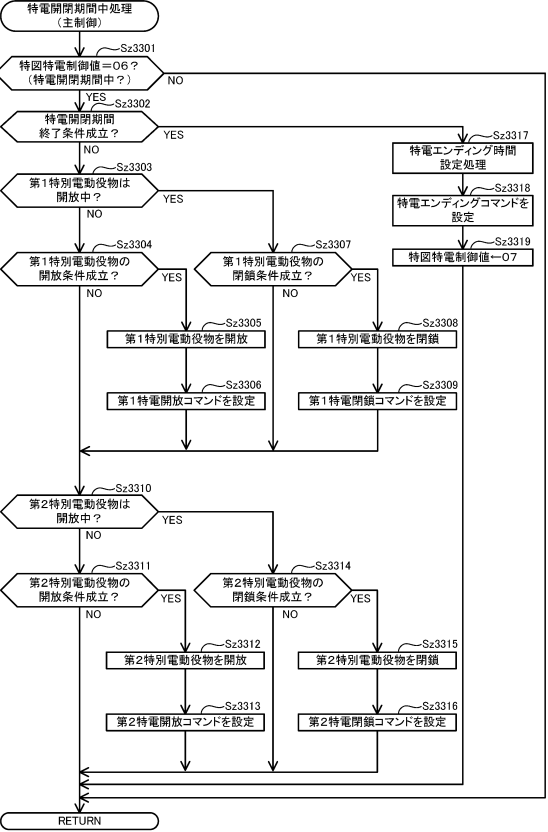 特電開閉期間中処理
(主制御)
Sz3301
特図特電制御値＝06？
(特電開閉期間中？)
NO
YES
Sz3302
特電開閉期間
終了条件成立？
YES
NO
Sz3317
特電エンディング時間
設定処理
Sz3303
第1特別電動役物は
開放中？
YES
NO
Sz3318
特電エンディングコマンドを
設定
Sz3319
特図特電制御値←07
Sz3304
第1特別電動役物の
開放条件成立？
YES
NO
Sz3307
第1特別電動役物の
閉鎖条件成立？
YES
NO
Sz3305
第1特別電動役物を開放
Sz3308
第1特別電動役物を閉鎖
Sz3306
第1特電開放コマンドを設定
Sz3309
第1特電閉鎖コマンドを設定
Sz3310
第2特別電動役物は
開放中？
YES
NO
Sz3311
第2特別電動役物の
開放条件成立？
YES
NO
Sz3314
第2特別電動役物の
閉鎖条件成立？
YES
NO
Sz3312
第2特別電動役物を開放
Sz3315
第2特別電動役物を閉鎖
Sz3313
第2特電開放コマンドを設定
Sz3316
第2特電閉鎖コマンドを設定
RETURN